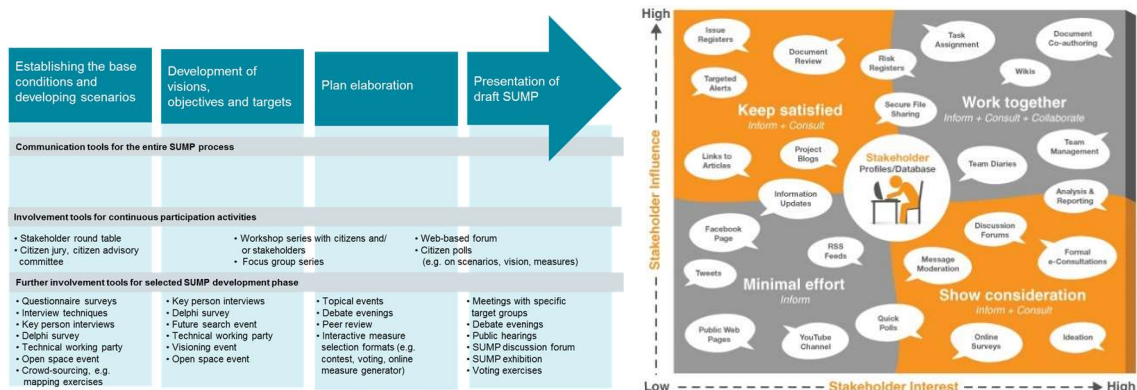 Establishing the base
conditions and
developing scenarios
Development of
visions,
objectives and targets
Plan elaboration
Presentation of
draft SUMP
Communication tools for the entire SUMP process
Involvement tools for continuous participation activities
• Stakeholder round table
• Citizen jury, citizen advisory
committee
• Workshop series with citizens and/
or stakeholders
• Focus group series
• Web-based forum
• Citizen polls
(e.g. on scenarios, vision, measures)
Further involvement tools for selected SUMP development phase
• Questionnaire surveys
• Interview techniques
• Key person interviews
• Delphi survey
• Technical working party
• Open space event
• Crowd-sourcing, e.g.
mapping exercises
• Key person interviews
• Delphi survey
• Future search event
• Technical working party
• Visioning event
• Open space event
• Topical events
• Debate evenings
• Peer review
• Interactive measure
selection formats (e.g.
contest, voting, online
measure generator)
• Meetings with specific
target groups
• Debate evenings
• Public hearings
• SUMP discussion forum
• SUMP exhibition
• Voting exercises
High
Stakeholder Influence
Issue
Registers
Document
Review
Risk
Registers
Targeted
Alerts
Keep satisfied
Inform + Consult
Secure File
Sharing
Links to
Articles
Project
Blogs
Information
Updates
Task
Assignment
Document
Co-authoring
Wikis
Work together
Inform + Consult + Collaborate
Team
Management
Team Diaries
Analysis &
Reporting
Stakeholder
Profiles/Database
Facebook
Page
RSS
Feeds
Tweets
Minimal effort
Inform
Public Web
Pages
YouTube
Channel
Quick
Polls
Discussion
Forums
Message
Moderation
Formal
e-Consultations
Show consideration
Inform + Consult
Online
Surveys
Ideation
Low
Stakeholder Interest
High